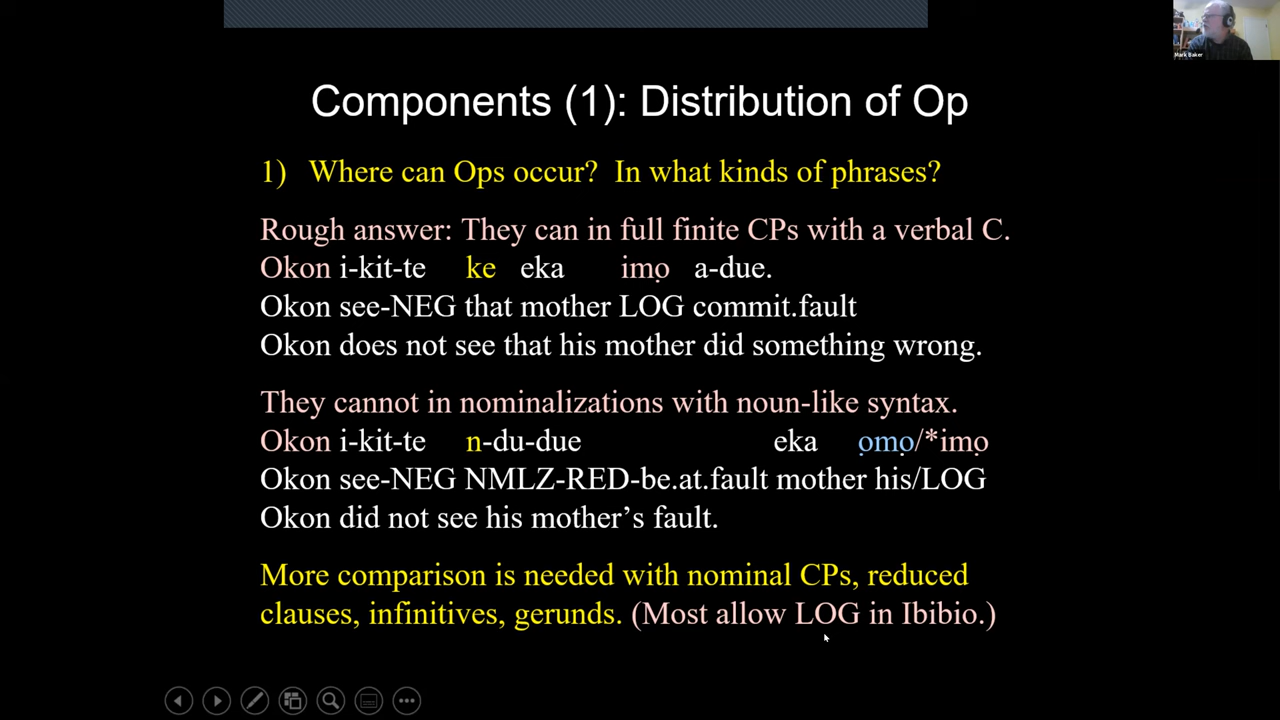 Mark Baker
Components (1): Distribution of Op
1) Where can Ops occur? In what kinds of phrases?
Rough answer: They can in full finite CPs with a verbal C.
Okon i-kit-te ke eka imọ a-due.
Okon see-NEG that mother LOG commit.fault
Okon does not see that his mother did something wrong.
They cannot in nominalizations with noun-like syntax.
Okon i-kit-te n-du-due eka ọmọ/*imọ
Okon see-NEG NMLZ-RED-be.at.fault mother his/LOG
Okon did not see his mother’s fault.
More comparison is needed with nominal CPs, reduced
clauses, infinitives, gerunds. (Most allow LOG in Ibibio.)